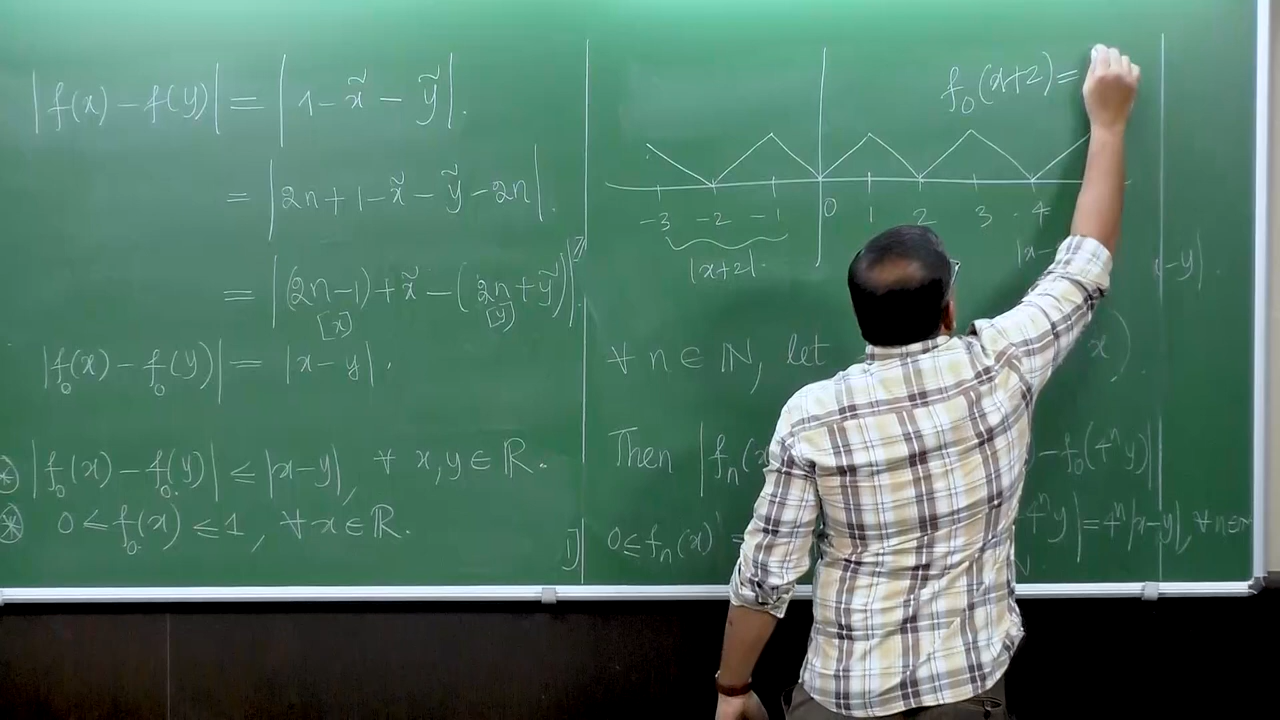 |f(x) – f(y)| = |1 – x̃ – ỹ|.
= |2n+1 – x̃ – ỹ – 2n|.
= |(2n–1) + x̃ – (2n + ỹ)|.
[x] [y]
|f₀(x) – f₀(y)| = |x – y|.
⊛ |f₀(x) – f₀(y)| ≤ |x – y|, ∀ x, y ∈ ℝ.
⊛ 0 ≤ f₀(x) ≤ 1, ∀ x ∈ ℝ.
f₀(x+2) =
-3 -2 -1 0 1 2 3 4
|x+2|.
|x–
–y).
∀ n ∈ ℕ, let x).
Then |fₙ(x – f₀(4ⁿy)|
4ⁿy| = 4ⁿ|x–y|, ∀ n∈ℕ
0 ≤ fₙ(x)